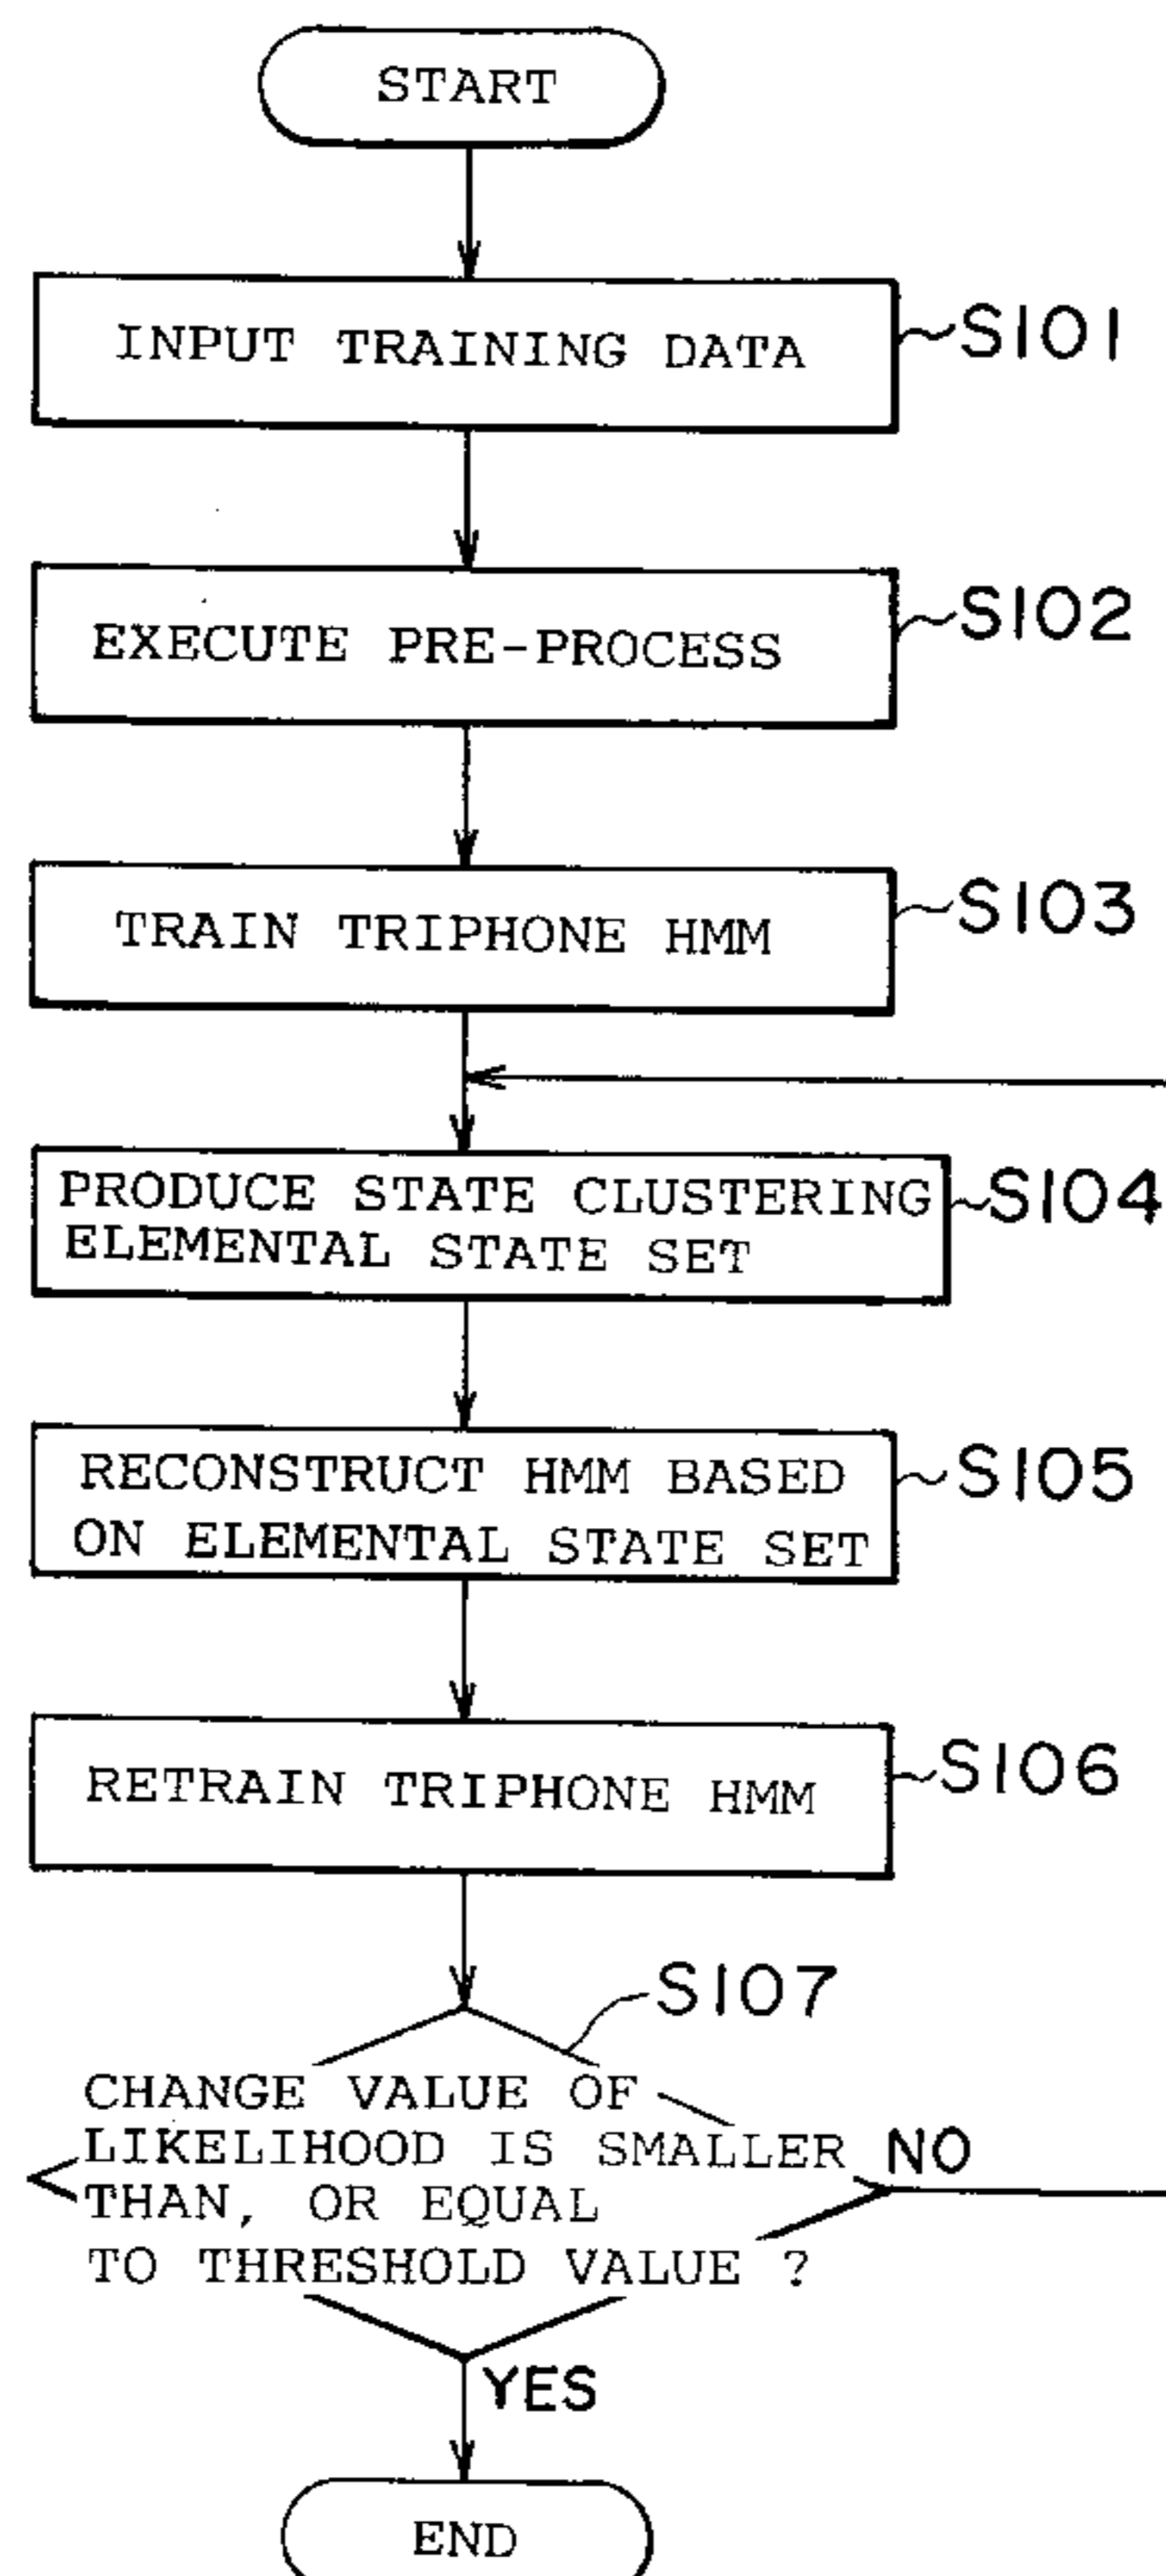 START
INPUT TRAINING DATA
S101
EXECUTE PRE-PROCESS
S102
TRAIN TRIPHONE HMM
S103
PRODUCE STATE CLUSTERING
ELEMENTAL STATE SET
S104
RECONSTRUCT HMM BASED
ON ELEMENTAL STATE SET
S105
RETRAIN TRIPHONE HMM
S106
S107
CHANGE VALUE OF
LIKELIHOOD IS SMALLER
THAN, OR EQUAL
TO THRESHOLD VALUE ?
NO
YES
END